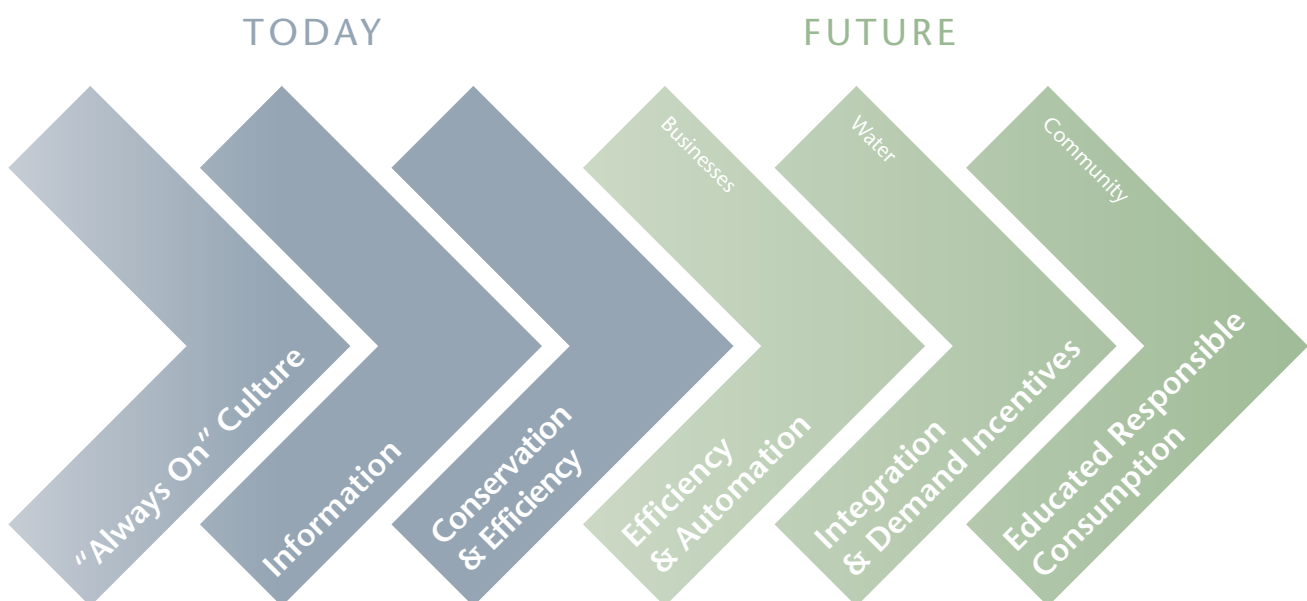 TODAY
FUTURE
Businesses
Water
Community
“Always On” Culture
Information
Conservation
& Efficiency
Efficiency
& Automation
Integration
& Demand Incentives
Educated Responsible
Consumption